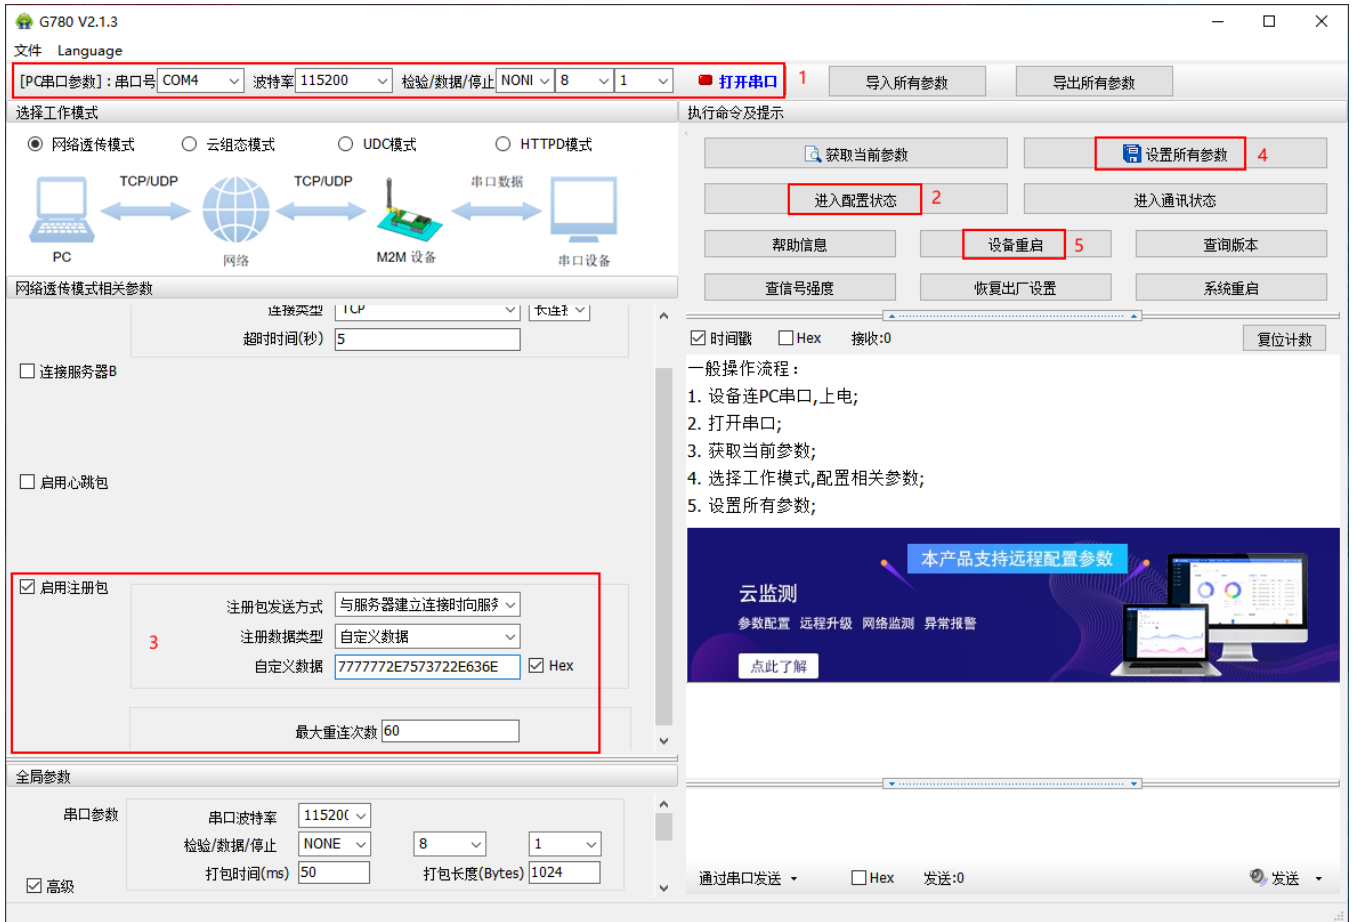 G780 V2.1.3
文件 Language
[PC串口参数]：串口号 COM4 波特率 115200 检验/数据/停止 NONI 8 1 打开串口 1 导入所有参数 导出所有参数
选择工作模式
网络透传模式 云组态模式 UDC模式 HTTPD模式
TCP/UDP TCP/UDP 串口数据
PC 网络 M2M 设备 串口设备
网络透传模式相关参数
连接类型 TCP 长连接
超时时间(秒) 5
连接服务器B
启用心跳包
启用注册包
注册包发送方式 与服务器建立连接时向服务
注册数据类型 自定义数据
3
自定义数据 7777772E7573722E636E Hex
最大重连次数 60
全局参数
串口参数 串口波特率 115200
检验/数据/停止 NONE 8 1
打包时间(ms) 50 打包长度(Bytes) 1024
高级
执行命令及提示
获取当前参数 设置所有参数 4
进入配置状态 2 进入通讯状态
帮助信息 设备重启 5 查询版本
查信号强度 恢复出厂设置 系统重启
时间戳 Hex 接收:0 复位计数
一般操作流程：
1. 设备连PC串口,上电;
2. 打开串口;
3. 获取当前参数;
4. 选择工作模式,配置相关参数;
5. 设置所有参数;
本产品支持远程配置参数
云监测
参数配置 远程升级 网络监测 异常报警
点此了解
通过串口发送 Hex 发送:0 发送